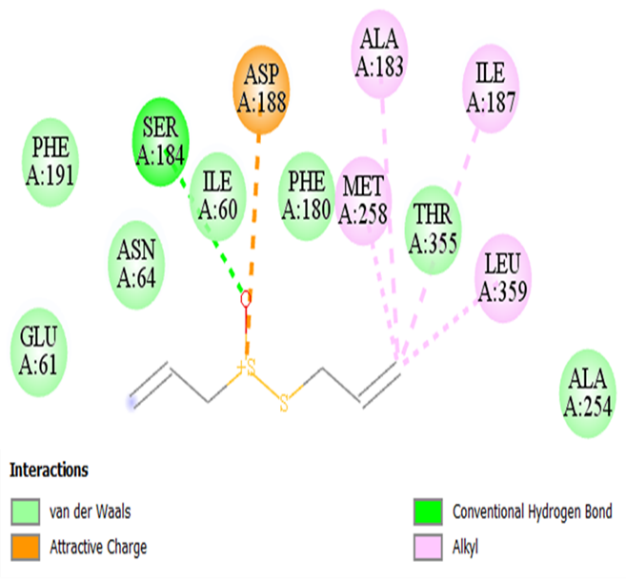 ALA
A:183
ASP
A:188
ILE
A:187
SER
A:184
PHE
A:191
ILE
A:60
PHE
A:180
MET
A:258
THR
A:355
ASN
A:64
LEU
A:359
GLU
A:61
ALA
A:254
O
+S
S
Interactions
van der Waals
Attractive Charge
Conventional Hydrogen Bond
Alkyl